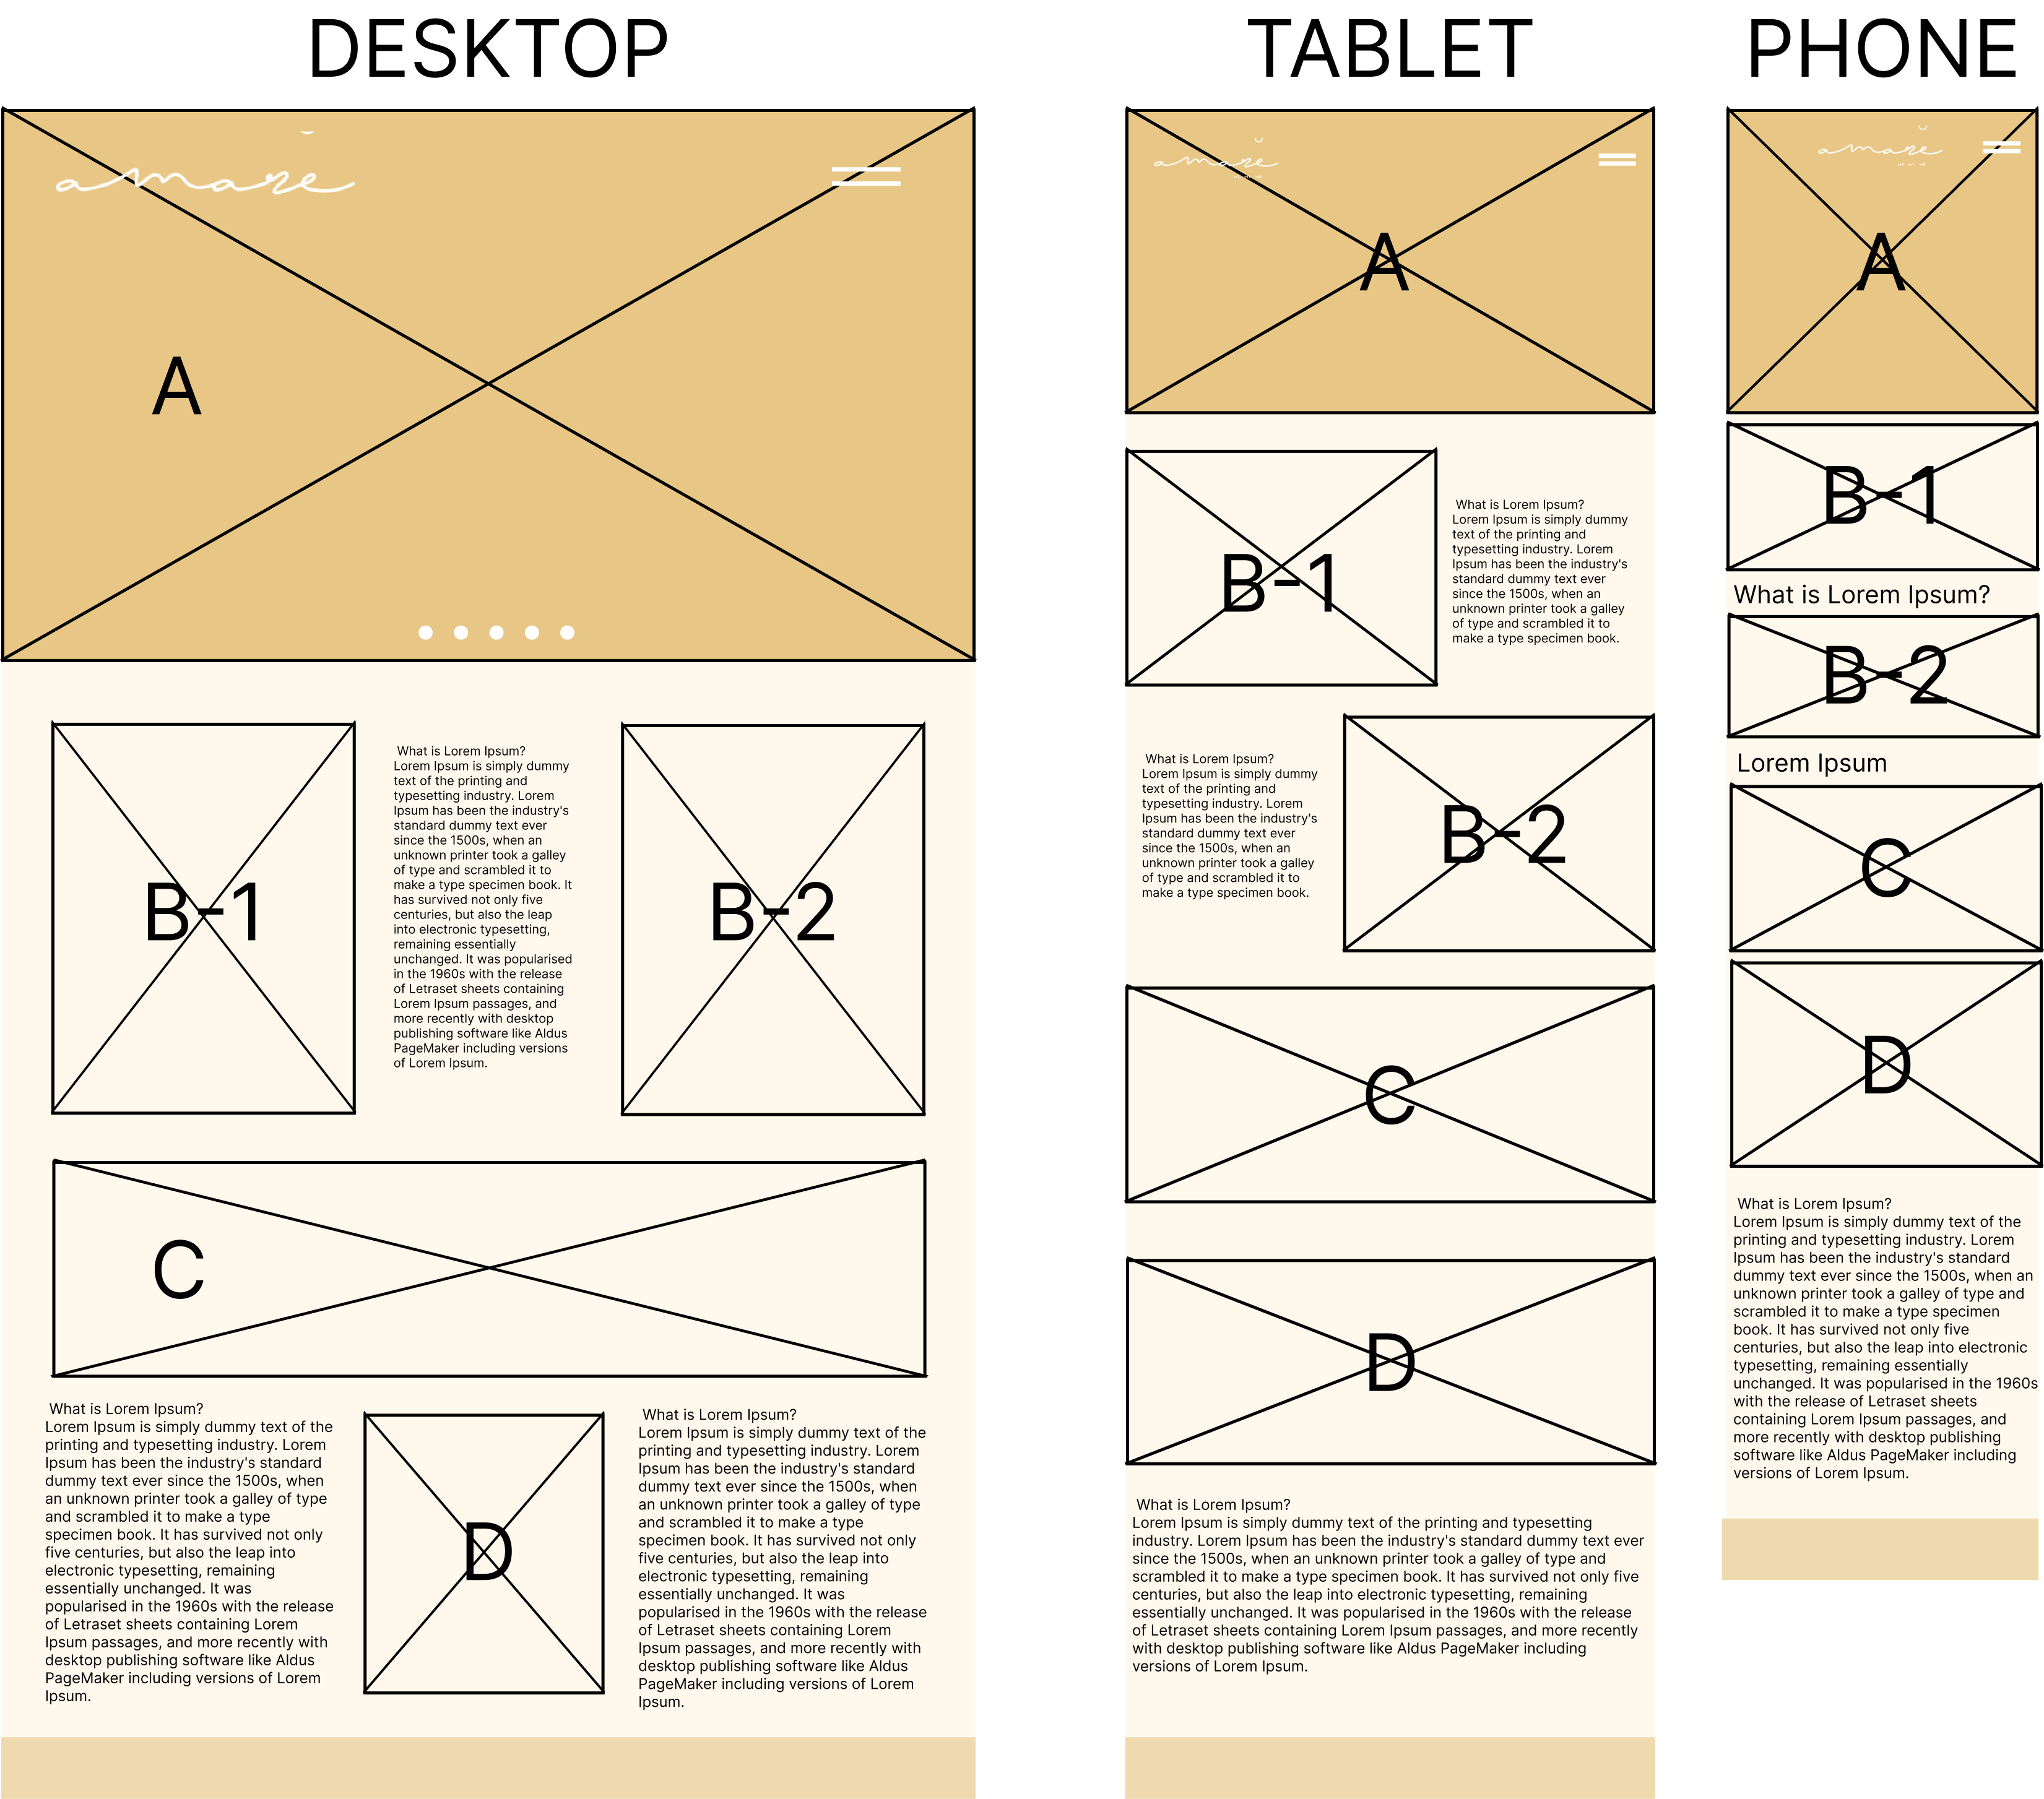 DESKTOP
amare
A
B-1
What is Lorem Ipsum?
Lorem Ipsum is simply dummy
text of the printing and
typesetting industry. Lorem
Ipsum has been the industry's
standard dummy text ever
since the 1500s, when an
unknown printer took a galley
of type and scrambled it to
make a type specimen book. It
has survived not only five
centuries, but also the leap
into electronic typesetting,
remaining essentially
unchanged. It was popularised
in the 1960s with the release
of Letraset sheets containing
Lorem Ipsum passages, and
more recently with desktop
publishing software like Aldus
PageMaker including versions
of Lorem Ipsum.
B-2
C
What is Lorem Ipsum?
Lorem Ipsum is simply dummy text of the
printing and typesetting industry. Lorem
Ipsum has been the industry's standard
dummy text ever since the 1500s, when
an unknown printer took a galley of type
and scrambled it to make a type
specimen book. It has survived not only
five centuries, but also the leap into
electronic typesetting, remaining
essentially unchanged. It was
popularised in the 1960s with the release
of Letraset sheets containing Lorem
Ipsum passages, and more recently with
desktop publishing software like Aldus
PageMaker including versions of Lorem
Ipsum.
D
What is Lorem Ipsum?
Lorem Ipsum is simply dummy text of the
printing and typesetting industry. Lorem
Ipsum has been the industry's standard
dummy text ever since the 1500s, when
an unknown printer took a galley of type
and scrambled it to make a type
specimen book. It has survived not only
five centuries, but also the leap into
electronic typesetting, remaining
essentially unchanged. It was
popularised in the 1960s with the release
of Letraset sheets containing Lorem
Ipsum passages, and more recently with
desktop publishing software like Aldus
PageMaker including versions of Lorem
Ipsum.
TABLET
amare
A
B-1
What is Lorem Ipsum?
Lorem Ipsum is simply dummy
text of the printing and
typesetting industry. Lorem
Ipsum has been the industry's
standard dummy text ever
since the 1500s, when an
unknown printer took a galley
of type and scrambled it to
make a type specimen book.
What is Lorem Ipsum?
Lorem Ipsum is simply dummy
text of the printing and
typesetting industry. Lorem
Ipsum has been the industry's
standard dummy text ever
since the 1500s, when an
unknown printer took a galley
of type and scrambled it to
make a type specimen book.
B-2
C
D
What is Lorem Ipsum?
Lorem Ipsum is simply dummy text of the printing and typesetting
industry. Lorem Ipsum has been the industry's standard dummy text ever
since the 1500s, when an unknown printer took a galley of type and
scrambled it to make a type specimen book. It has survived not only five
centuries, but also the leap into electronic typesetting, remaining
essentially unchanged. It was popularised in the 1960s with the release
of Letraset sheets containing Lorem Ipsum passages, and more recently
with desktop publishing software like Aldus PageMaker including
versions of Lorem Ipsum.
PHONE
amare
A
B-1
What is Lorem Ipsum?
B-2
Lorem Ipsum
C
D
What is Lorem Ipsum?
Lorem Ipsum is simply dummy text of the
printing and typesetting industry. Lorem
Ipsum has been the industry's standard
dummy text ever since the 1500s, when an
unknown printer took a galley of type and
scrambled it to make a type specimen
book. It has survived not only five
centuries, but also the leap into electronic
typesetting, remaining essentially
unchanged. It was popularised in the 1960s
with the release of Letraset sheets
containing Lorem Ipsum passages, and
more recently with desktop publishing
software like Aldus PageMaker including
versions of Lorem Ipsum.